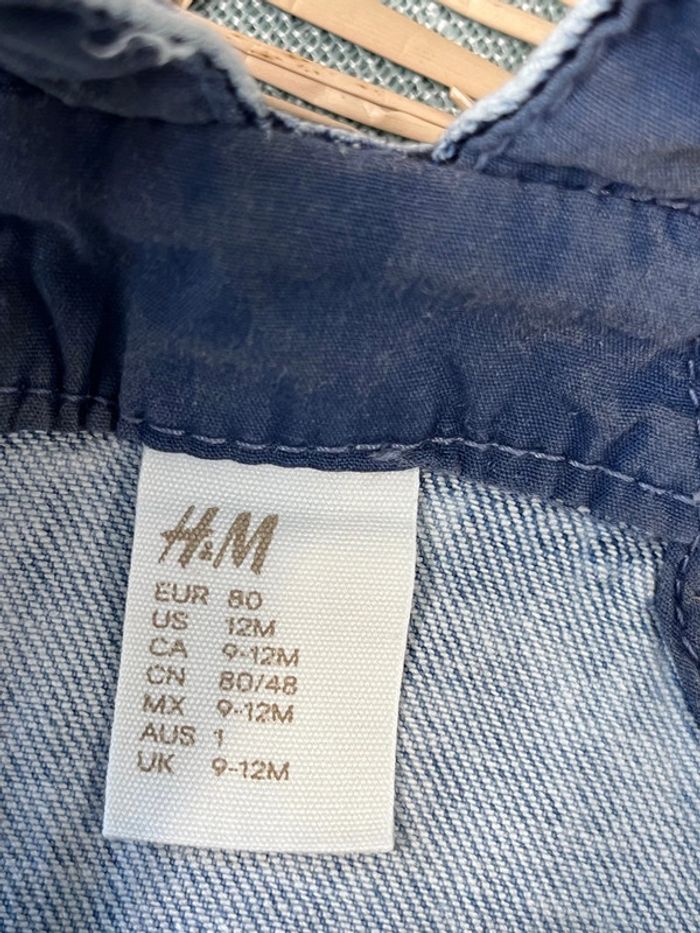 H&M
EUR 80
US 12M
CA 9-12M
CN 80/48
MX 9-12M
AUS 1
UK 9-12M